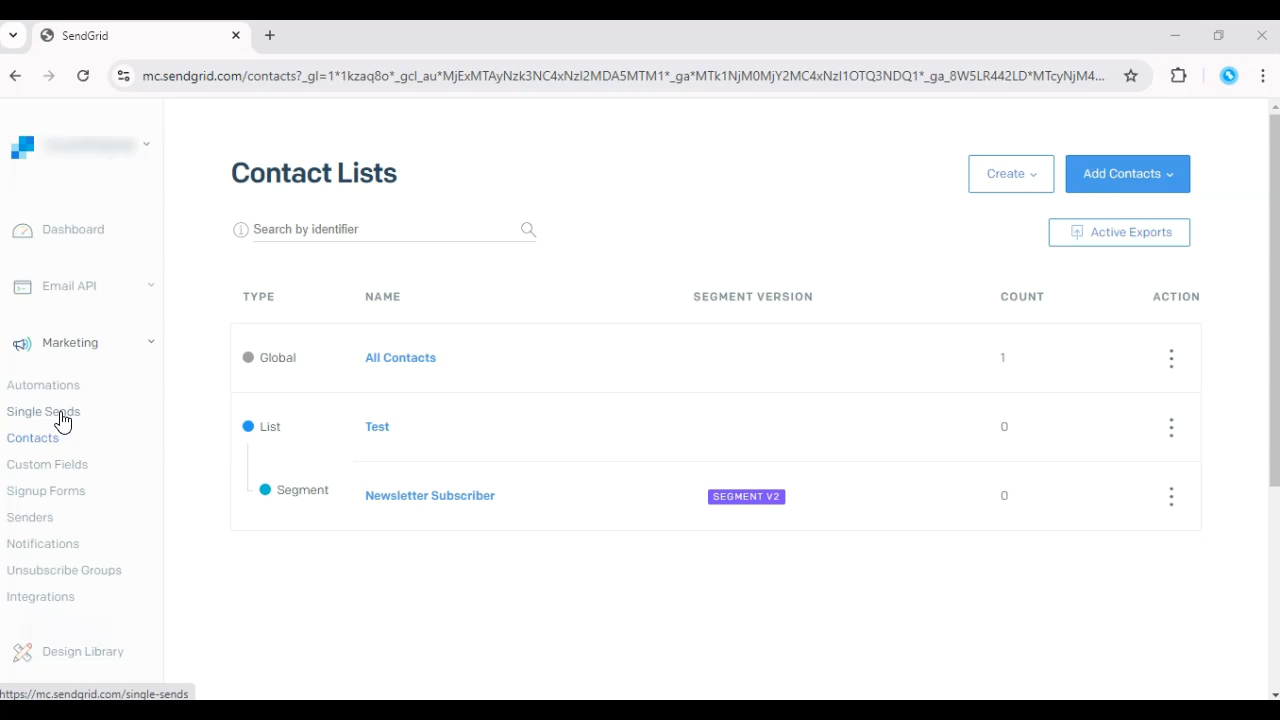 SendGrid
mc.sendgrid.com/contacts?_gl=1*1kzaq8o*_gcl_au*MjExMTAyNzk3NC4xNzI2MDA5MTM1*_ga*MTk1NjM0MjY2MC4xNzI1OTQ3NDQ1*_ga_8W5LR442LD*MTcyNjM4...
Contact Lists
Create
Add Contacts
Search by identifier
Active Exports
Dashboard
Email API
Marketing
Automations
Single Sends
Contacts
Custom Fields
Signup Forms
Senders
Notifications
Unsubscribe Groups
Integrations
Design Library
TYPE NAME SEGMENT VERSION COUNT ACTION
Global All Contacts 1
List Test 0
Segment Newsletter Subscriber SEGMENT V2 0
https://mc.sendgrid.com/single-sends